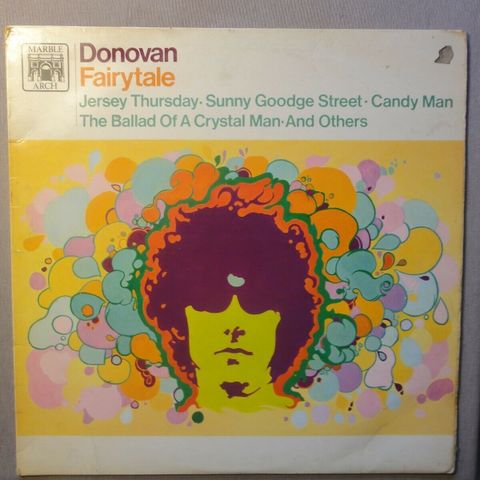 MARBLE
ARCH
Donovan
Fairytale
Jersey Thursday·Sunny Goodge Street·Candy Man
The Ballad Of A Crystal Man·And Others